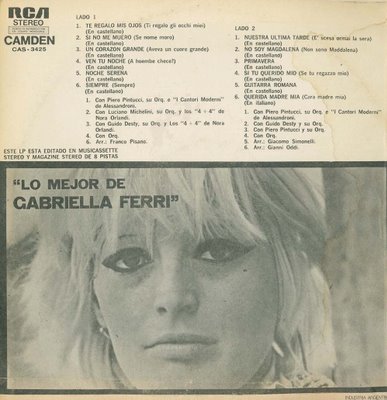 RCA
STEREO
CAMDEN
CAS-3425
LADO 1
1. TE REGALO MIS OJOS (Ti regalo gli occhi miei)
(En castellano)
2. SI NO ME MUERO (Se nome moro)
(En castellano)
3. UN CORAZON GRANDE (Aveva un cuore grande)
(En castellano)
4. VEN TU NOCHE (A hoembe checel)
(En castellano)
5. NOCHE SERENA
(En castellano)
6. SIEMPRE (Sempre)
(En castellano)
1. Con Piero Pintucci, su Orq. e "I Cantori Moderni"
de Alessandroni.
2. Con Luciano Michelini, su Orq. y los "4 + 4" de
Nora Orlandi.
3. Con Guido Desty, su Orq. y Los "4 + 4" de Nora
Orlandi.
4. Con Orq.
6. Arr.: Franco Pisano.
ESTE LP ESTA EDITADO EN MUSICASSETTE
STEREO Y MAGAZINE STEREO DE 8 PISTAS
LADO 2
1. NUESTRA ULTIMA TARDE (E' scesa ormai la sera)
(En castellano)
2. NO SOY MAGDALENA (Non sono Maddalena)
(En castellano)
3. PRIMAVERA
(En castellano)
4. SI TU QUERIDO MIO (Se tu ragazzo mio)
(En castellano)
5. GUITARRA ROMANA
(En castellano)
6. QUERIDA MADRE MIA (Cara madre mia)
(En italiano)
1. Con Piero Pintucci, su Orq. y "I Cantori Moderni"
de Alessandroni.
2. Con Guido Desty y su Orq.
3. Con Piero Pintucci y su Orq.
4. Con Orq.
5. Arr.: Giacomo Simonelli.
6. Arr.: Gianni Oddi.
"LO MEJOR DE
GABRIELLA FERRI"
INDUSTRIA ARGENTINA